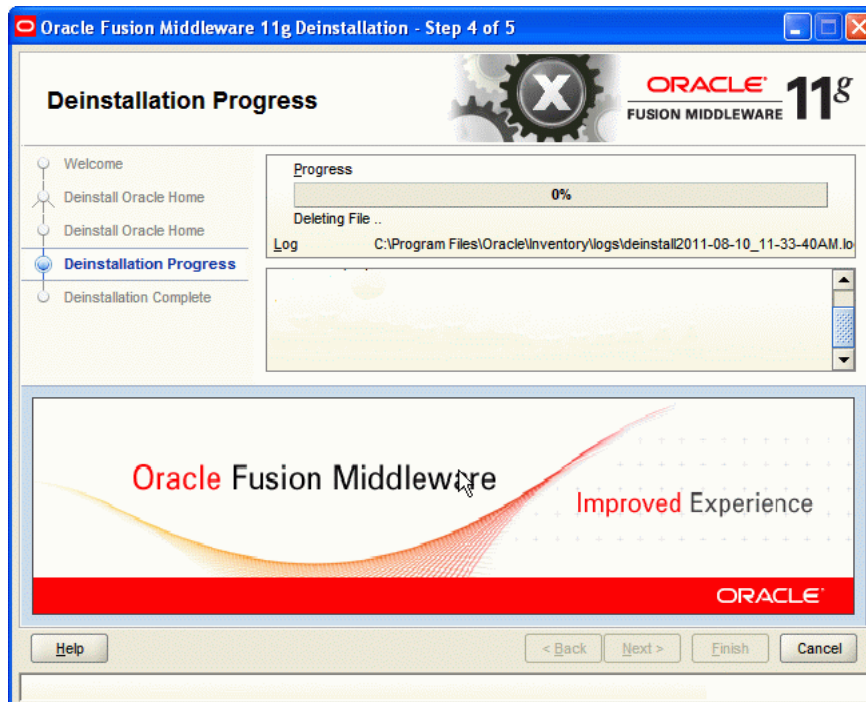 Oracle Fusion Middleware 11g Deinstallation - Step 4 of 5
Deinstallation Progress
X
ORACLE
FUSION MIDDLEWARE 11g
Welcome
Deinstall Oracle Home
Deinstall Oracle Home
Deinstallation Progress
Deinstallation Complete
Progress
0%
Deleting File ..
Log C:\Program Files\Oracle\Inventory\logs\deinstall2011-08-10_11-33-40AM.lo
Oracle Fusion Middleware
Improved Experience
ORACLE
Help < Back Next > Finish Cancel